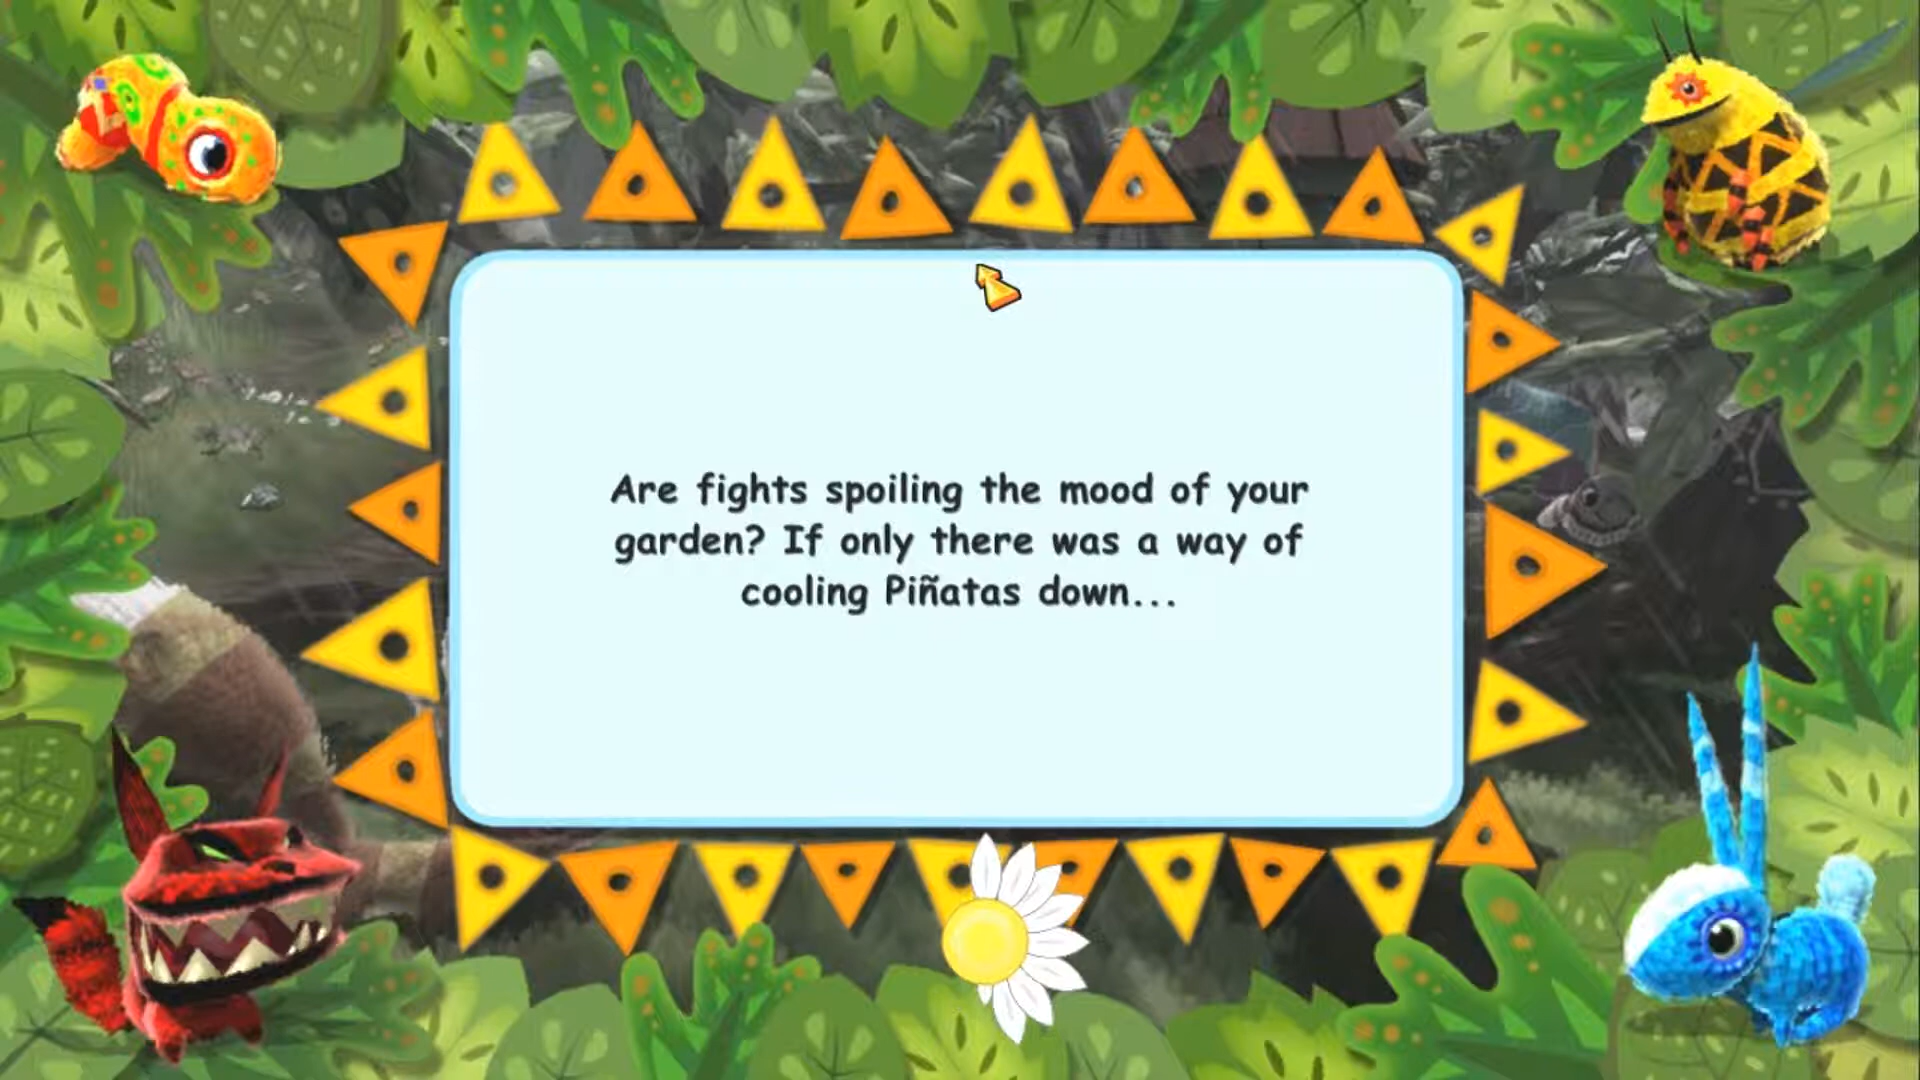 Are fights spoiling the mood of your
garden? If only there was a way of
cooling Piñatas down...